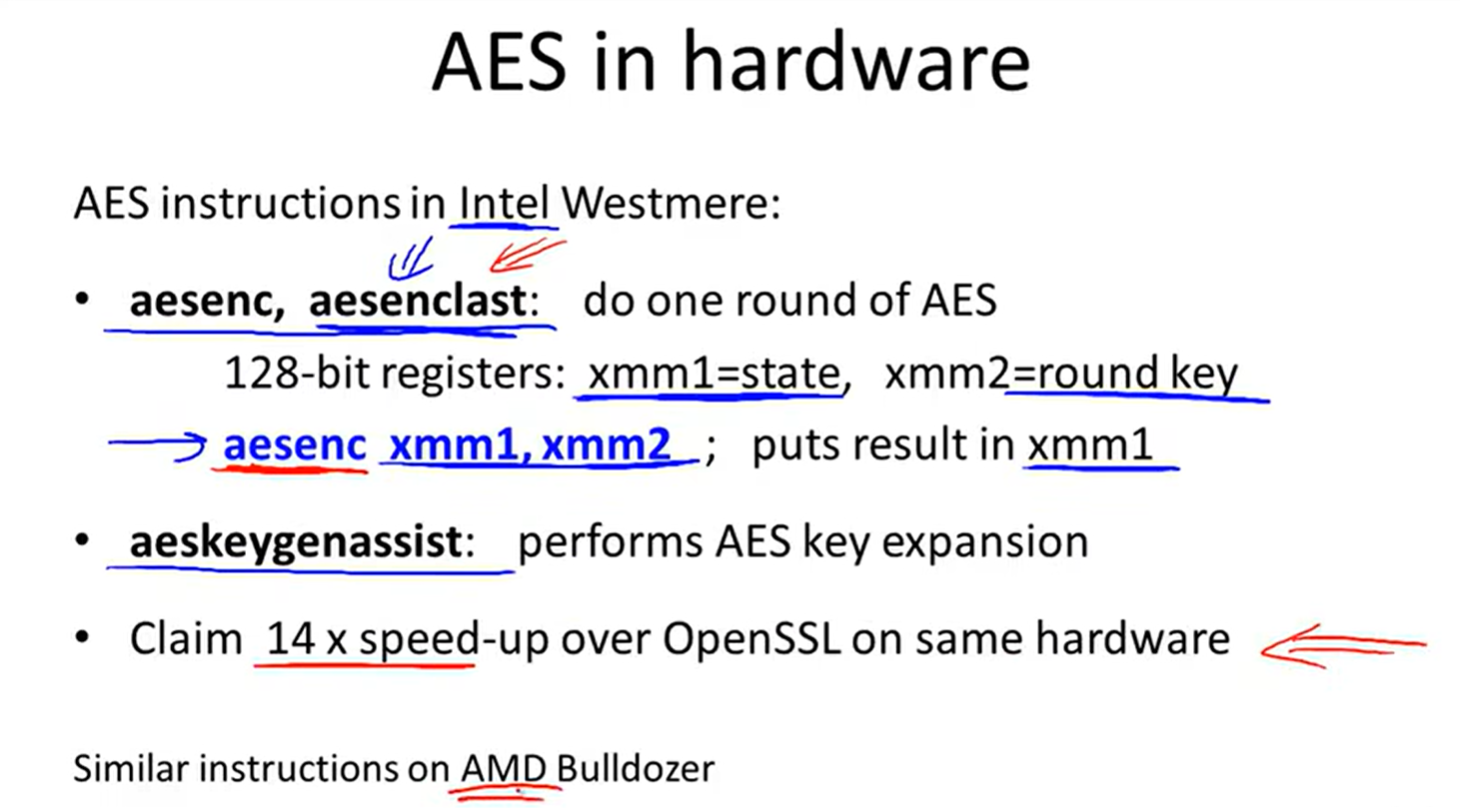 AES in hardware
AES instructions in Intel Westmere:
• aesenc, aesenclast: do one round of AES
128-bit registers: xmm1=state, xmm2=round key
aesenc xmm1, xmm2 ; puts result in xmm1
• aeskeygenassist: performs AES key expansion
• Claim 14 x speed-up over OpenSSL on same hardware
Similar instructions on AMD Bulldozer